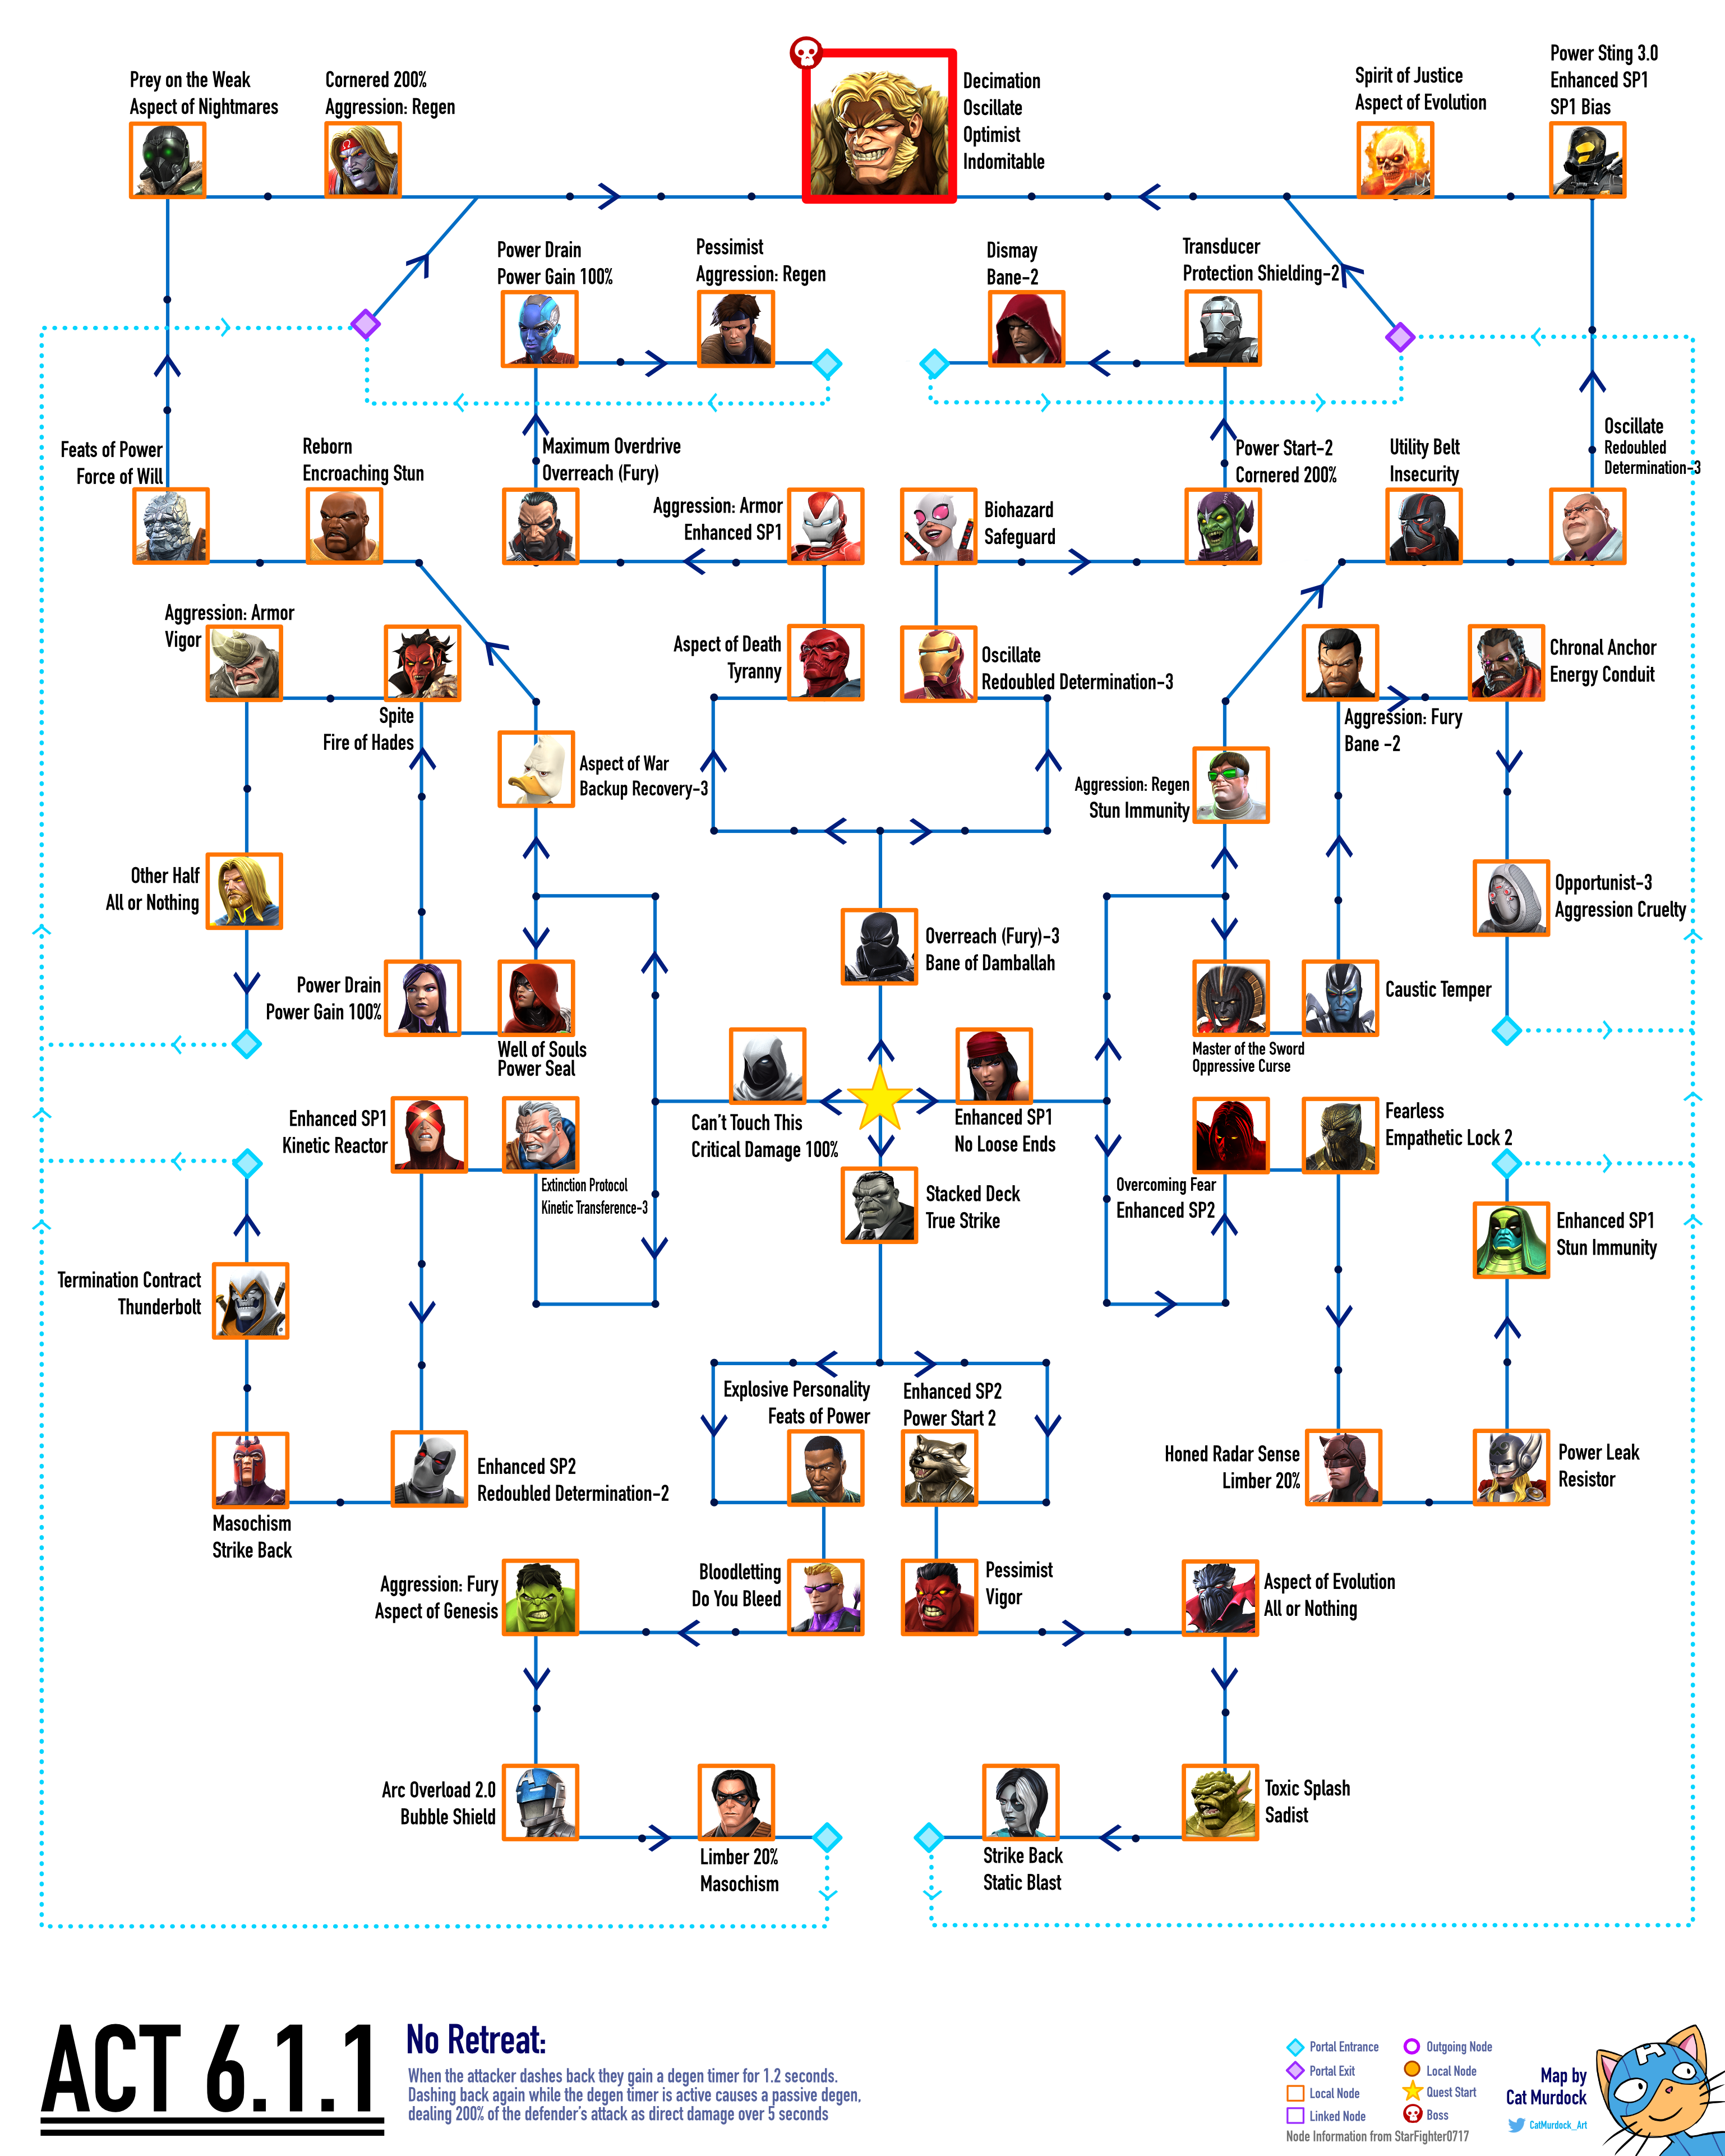 Prey on the Weak
Aspect of Nightmares
Cornered 200%
Aggression: Regen
Decimation
Oscillate
Optimist
Indomitable
Spirit of Justice
Aspect of Evolution
Power Sting 3.0
Enhanced SP1
SP1 Bias
Power Drain
Power Gain 100%
Pessimist
Aggression: Regen
Dismay
Bane-2
Transducer
Protection Shielding-2
Feats of Power
Force of Will
Reborn
Encroaching Stun
Maximum Overdrive
Overreach (Fury)
Aggression: Armor
Enhanced SP1
Biohazard
Safeguard
Power Start-2
Cornered 200%
Utility Belt
Insecurity
Oscillate
Redoubled
Determination-3
Aggression: Armor
Vigor
Spite
Fire of Hades
Aspect of Death
Tyranny
Oscillate
Redoubled Determination-3
Aggression: Fury
Bane -2
Chronal Anchor
Energy Conduit
Aspect of War
Backup Recovery-3
Aggression: Regen
Stun Immunity
Other Half
All or Nothing
Overreach (Fury)-3
Bane of Damballah
Opportunist-3
Aggression Cruelty
Power Drain
Power Gain 100%
Well of Souls
Power Seal
Master of the Sword
Oppressive Curse
Caustic Temper
Enhanced SP1
Kinetic Reactor
Extinction Protocol
Kinetic Transference-3
Can't Touch This
Critical Damage 100%
Enhanced SP1
No Loose Ends
Stacked Deck
True Strike
Overcoming Fear
Enhanced SP2
Fearless
Empathetic Lock 2
Enhanced SP1
Stun Immunity
Termination Contract
Thunderbolt
Explosive Personality
Feats of Power
Enhanced SP2
Power Start 2
Masochism
Strike Back
Enhanced SP2
Redoubled Determination-2
Honed Radar Sense
Limber 20%
Power Leak
Resistor
Aggression: Fury
Aspect of Genesis
Bloodletting
Do You Bleed
Pessimist
Vigor
Aspect of Evolution
All or Nothing
Arc Overload 2.0
Bubble Shield
Limber 20%
Masochism
Strike Back
Static Blast
Toxic Splash
Sadist
ACT 6.1.1
No Retreat:
When the attacker dashes back they gain a degen timer for 1.2 seconds.
Dashing back again while the degen timer is active causes a passive degen,
dealing 200% of the defender's attack as direct damage over 5 seconds
Portal Entrance
Portal Exit
Local Node
Linked Node
Outgoing Node
Local Node
Quest Start
Boss
Node Information from StarFighter0717
Map by
Cat Murdock
CatMurdock_Art
A